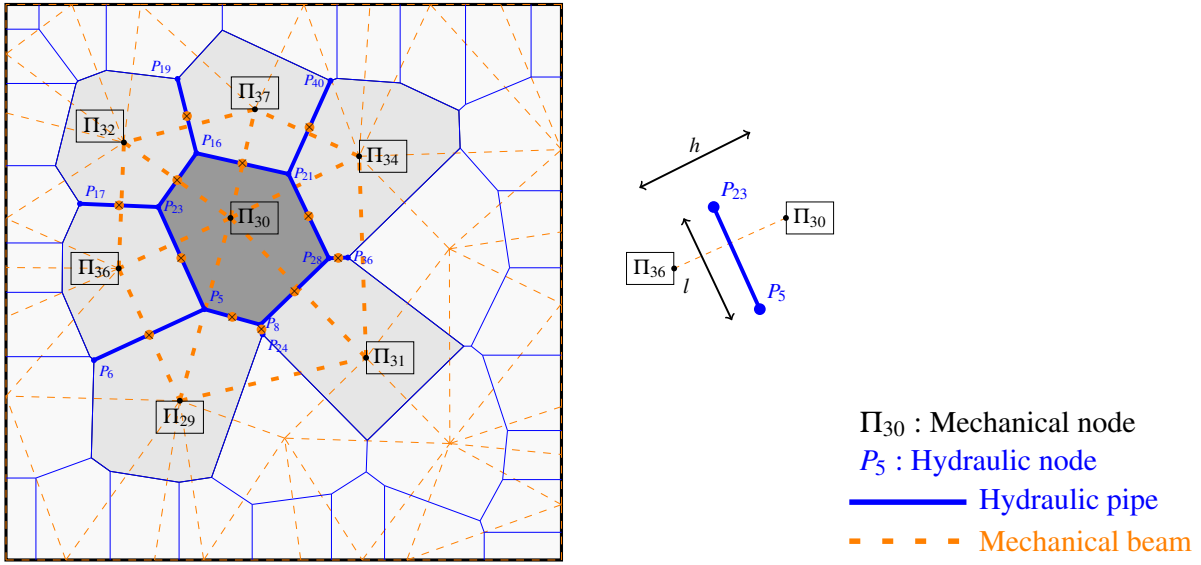 P19
P40
Π37
Π32
P16
Π34
P21
P17
P23
Π30
P28
P36
Π36
P5
P8
P24
P6
Π31
Π29
h
P23
Π30
Π36
l
P5
Π30 : Mechanical node
P5 : Hydraulic node
Hydraulic pipe
Mechanical beam